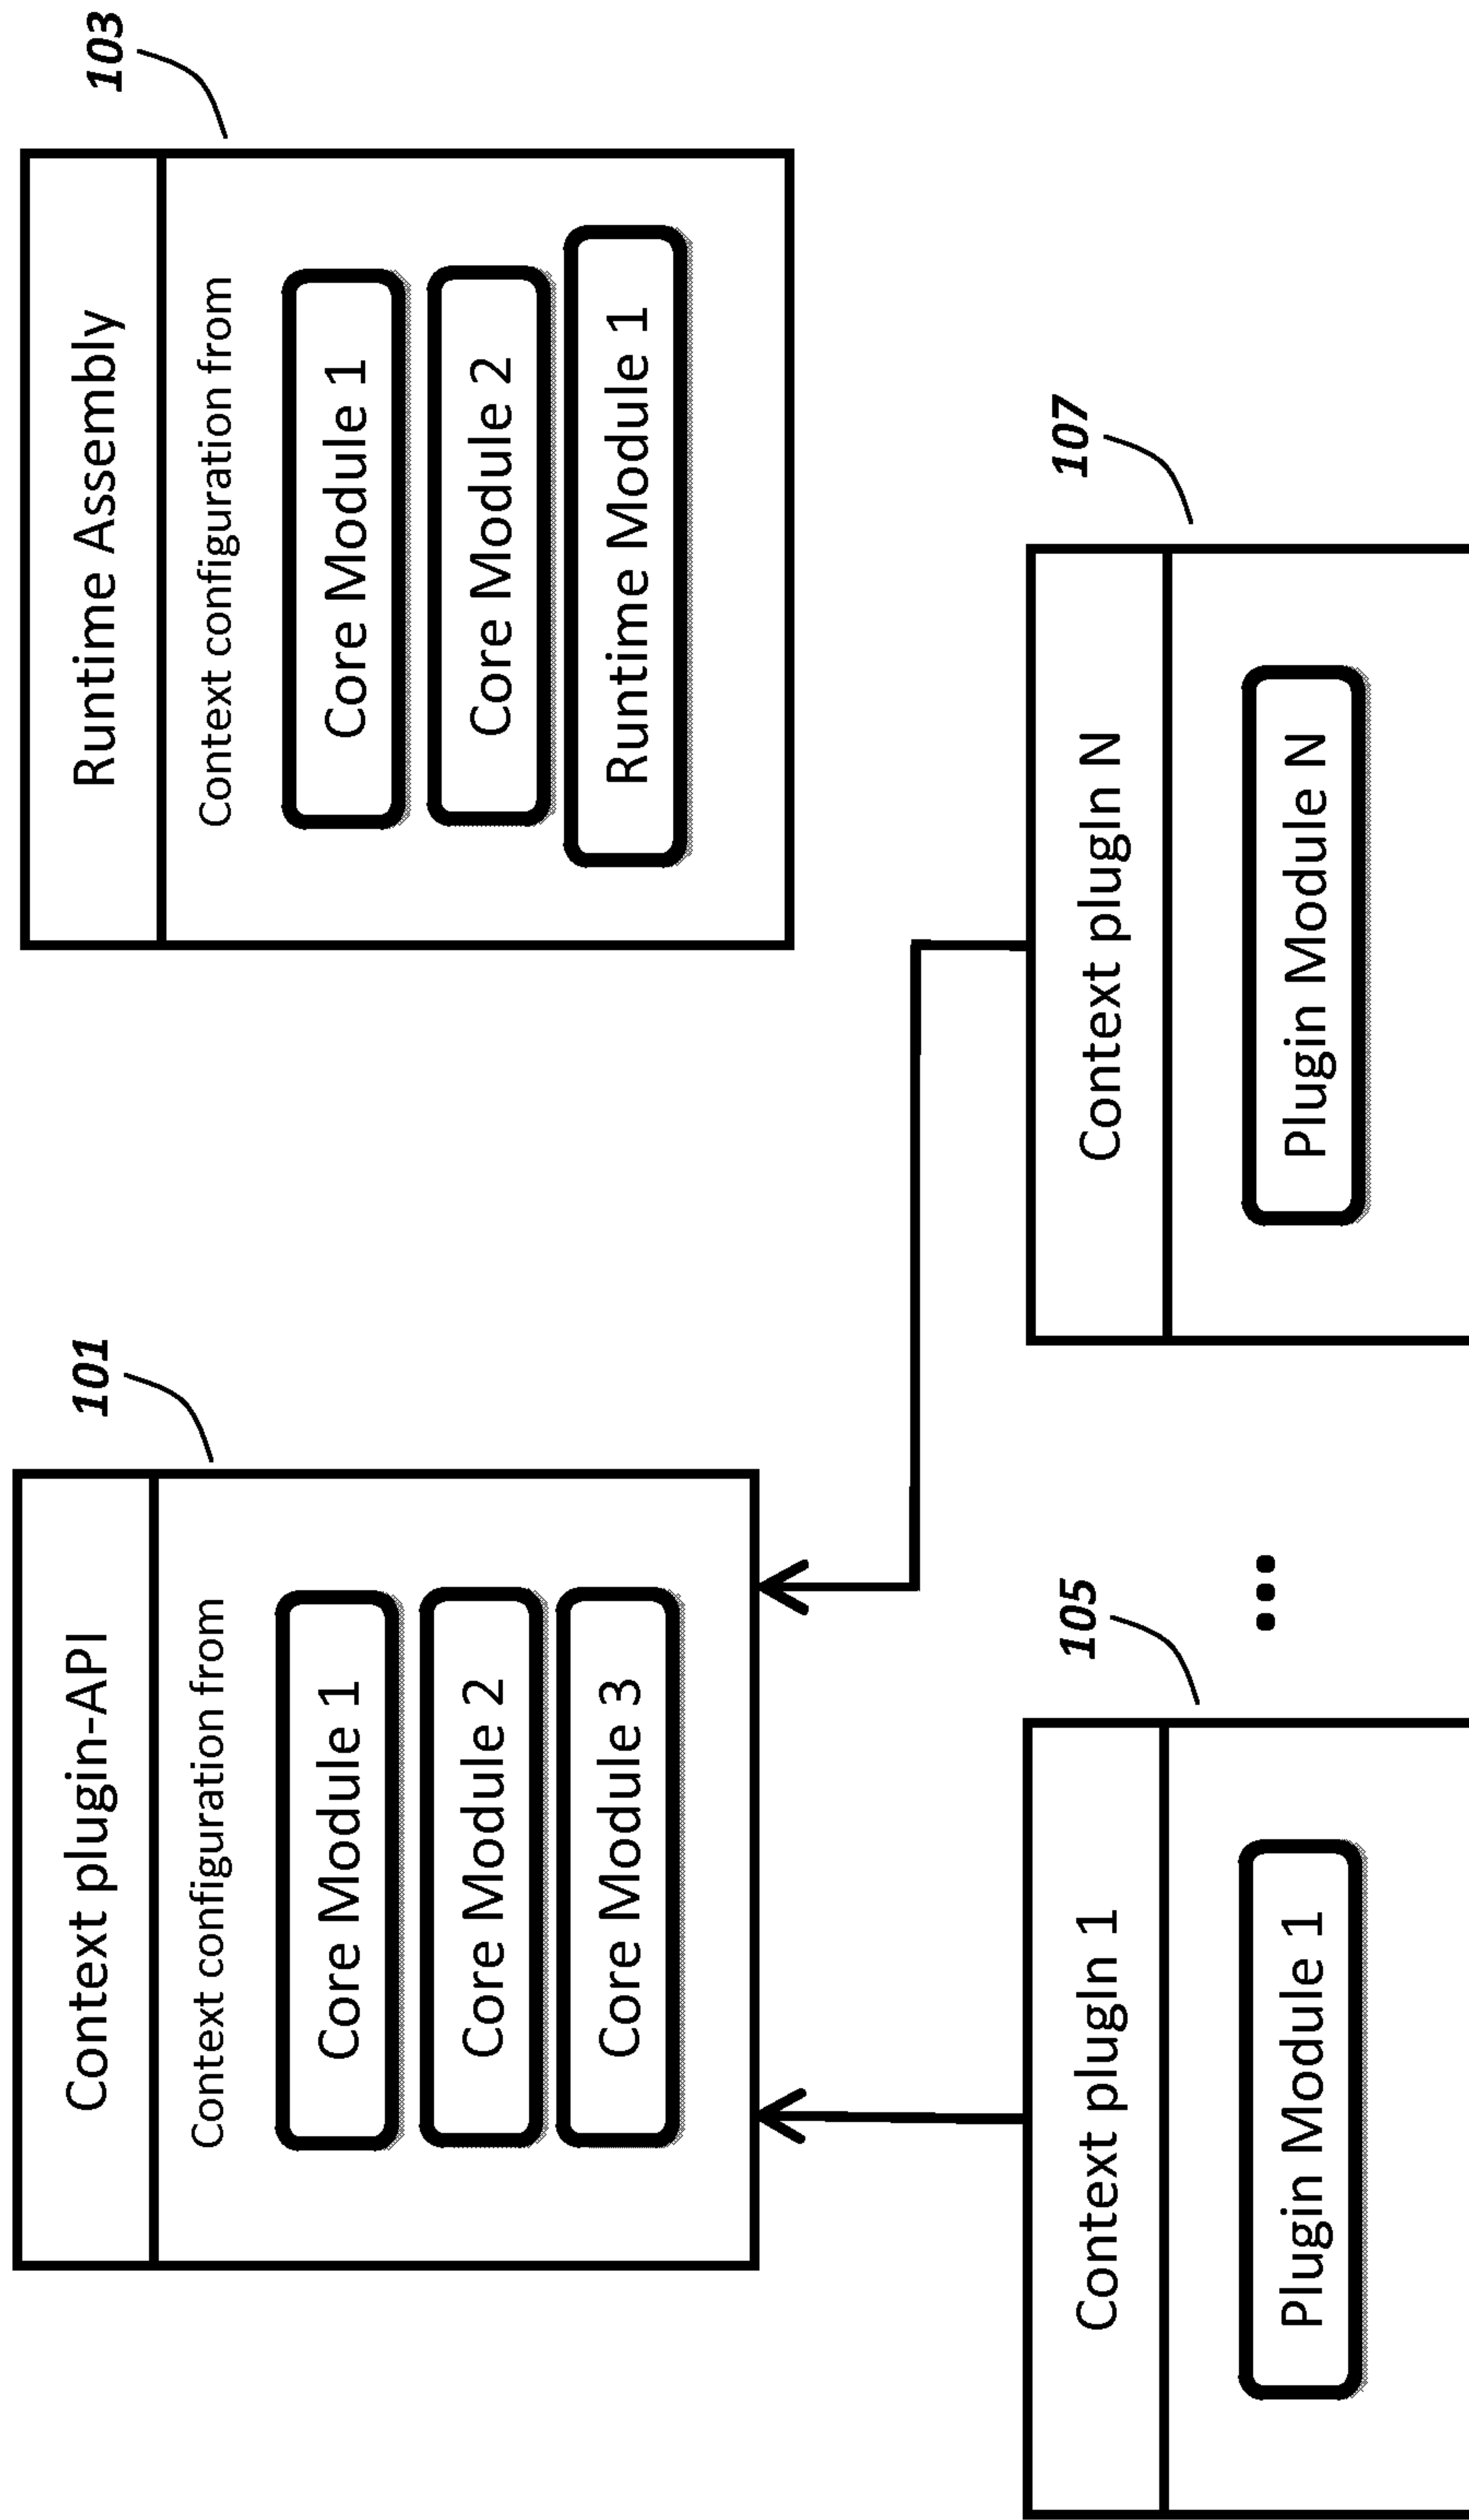 101
Context plugin-API
Context configuration from
Core Module 1
Core Module 2
Core Module 3
103
Runtime Assembly
Context configuration from
Core Module 1
Core Module 2
Runtime Module 1
105
Context plugIn 1
Plugin Module 1
...
107
Context plugIn N
Plugin Module N